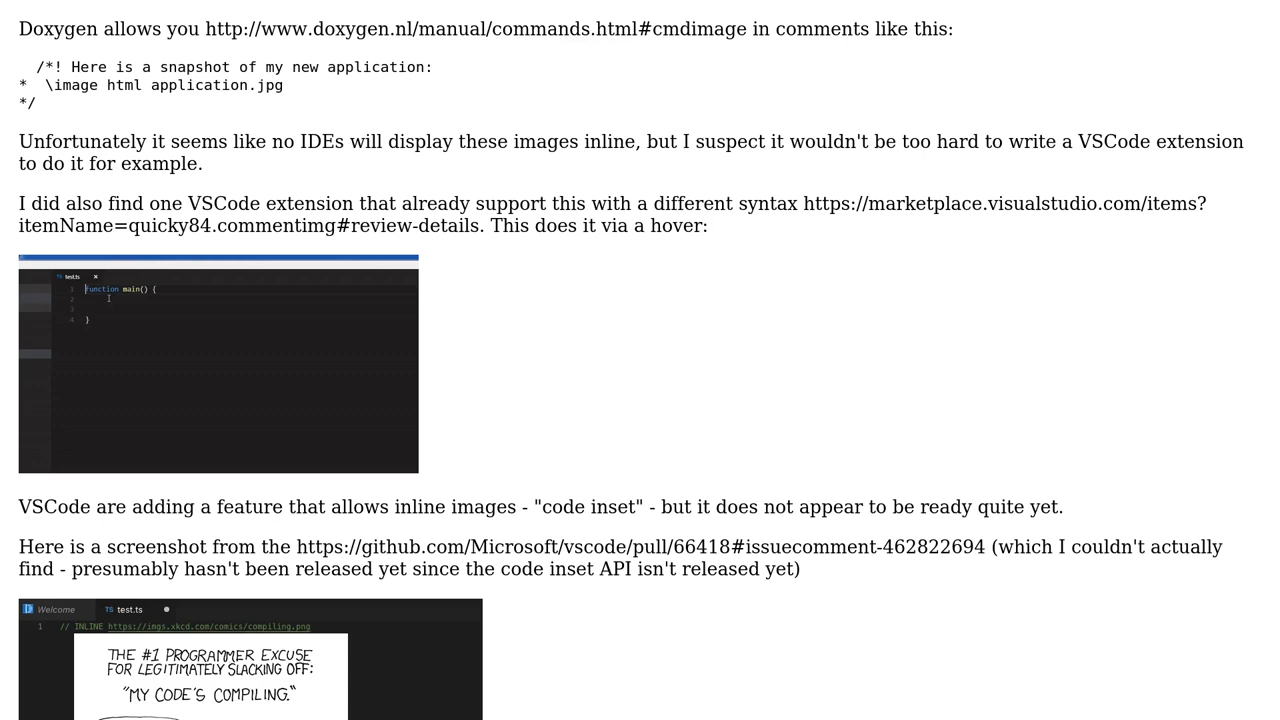 Doxygen allows you http://www.doxygen.nl/manual/commands.html#cmdimage in comments like this:
/*! Here is a snapshot of my new application:
*  \image html application.jpg
*/
Unfortunately it seems like no IDEs will display these images inline, but I suspect it wouldn't be too hard to write a VSCode extension
to do it for example.
I did also find one VSCode extension that already support this with a different syntax https://marketplace.visualstudio.com/items?
itemName=quicky84.commentimg#review-details. This does it via a hover:
TS test.ts ×
1 function main() {
2
3
4 }
VSCode are adding a feature that allows inline images - "code inset" - but it does not appear to be ready quite yet.
Here is a screenshot from the https://github.com/Microsoft/vscode/pull/66418#issuecomment-462822694 (which I couldn't actually
find - presumably hasn't been released yet since the code inset API isn't released yet)
Welcome TS test.ts
1 // INLINE https://imgs.xkcd.com/comics/compiling.png
THE #1 PROGRAMMER EXCUSE
FOR LEGITIMATELY SLACKING OFF:
"MY CODE'S COMPILING."